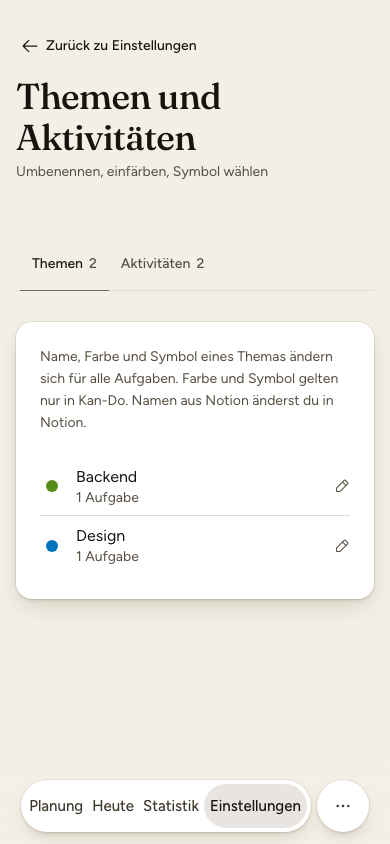 Zurück zu Einstellungen
Themen und
Aktivitäten
Umbenennen, einfärben, Symbol wählen
Themen 2 Aktivitäten 2
Name, Farbe und Symbol eines Themas ändern
sich für alle Aufgaben. Farbe und Symbol gelten
nur in Kan-Do. Namen aus Notion änderst du in
Notion.
Backend
1 Aufgabe
Design
1 Aufgabe
Planung Heute Statistik Einstellungen